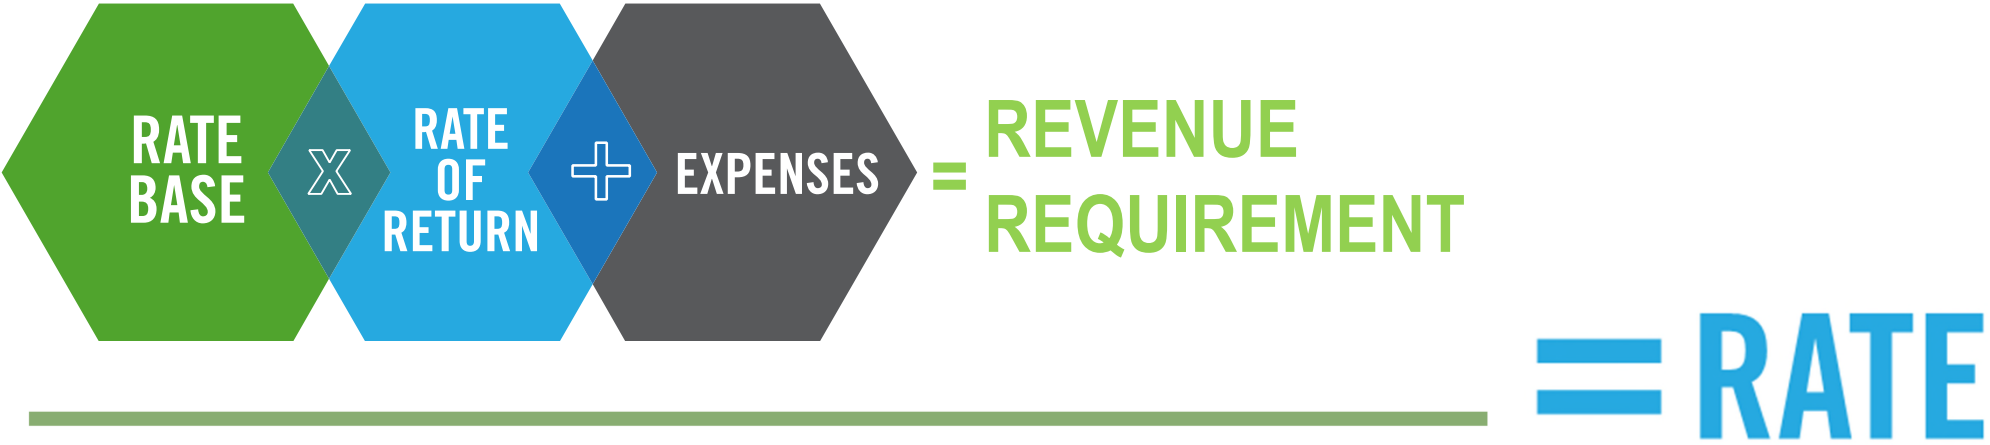 RATE
BASE
x
RATE
OF
RETURN
+
EXPENSES
=
REVENUE
REQUIREMENT
= RATE